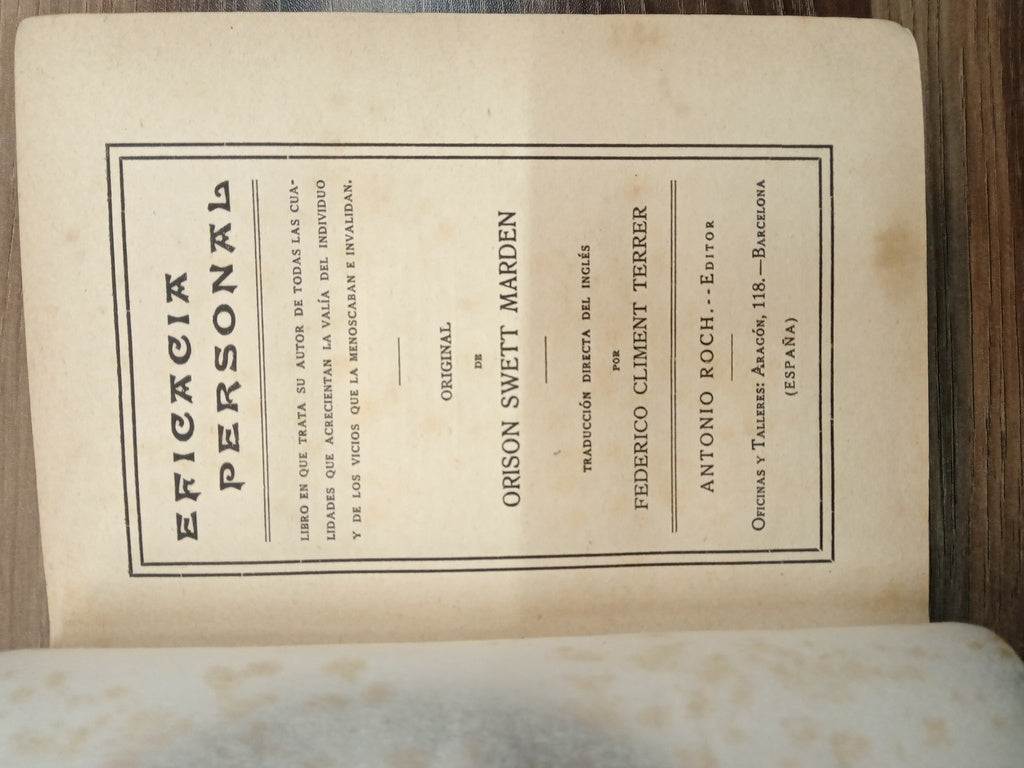 EFICACIA
PERSONAL
LIBRO EN QUE TRATA SU AUTOR DE TODAS LAS CUA-
LIDADES QUE ACRECIENTAN LA VALÍA DEL INDIVIDUO
Y DE LOS VICIOS QUE LA MENOSCABAN E INVALIDAN.
ORIGINAL
DE
ORISON SWETT MARDEN
TRADUCCIÓN DIRECTA DEL INGLÉS
POR
FEDERICO CLIMENT TERRER
ANTONIO ROCH.--EDITOR
OFICINAS Y TALLERES: ARAGÓN, 118.—BARCELONA
(ESPAÑA)